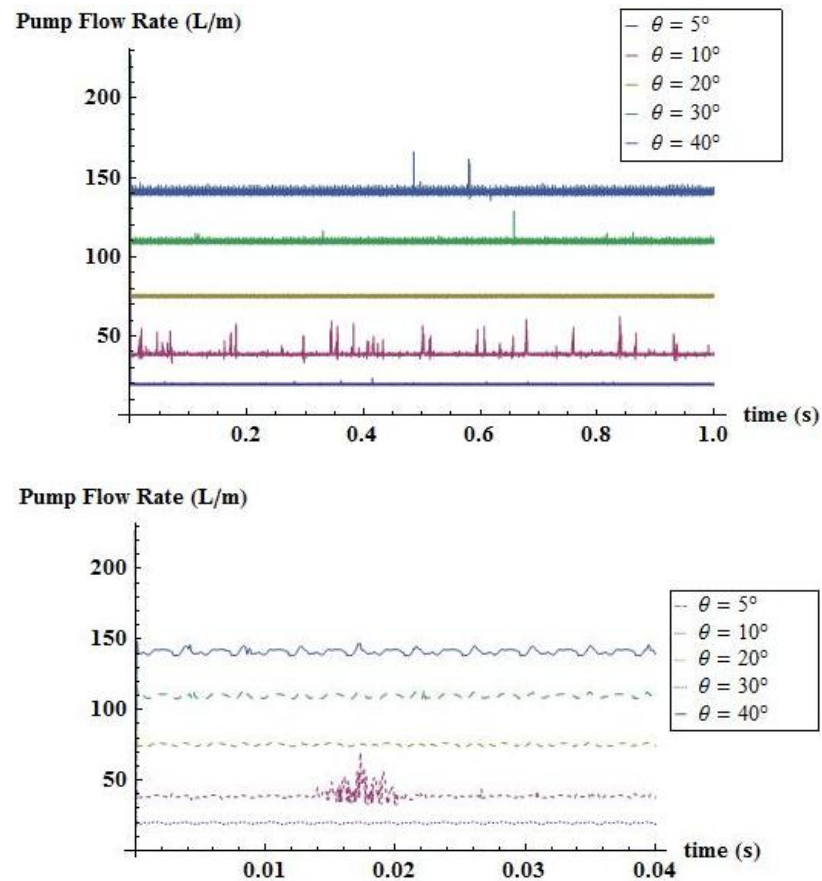 Pump Flow Rate (L/m)
θ = 5°
θ = 10°
θ = 20°
θ = 30°
θ = 40°
200
150
100
50
0.2 0.4 0.6 0.8 1.0
time (s)
Pump Flow Rate (L/m)
θ = 5°
θ = 10°
θ = 20°
θ = 30°
θ = 40°
200
150
100
50
0.01 0.02 0.03 0.04
time (s)